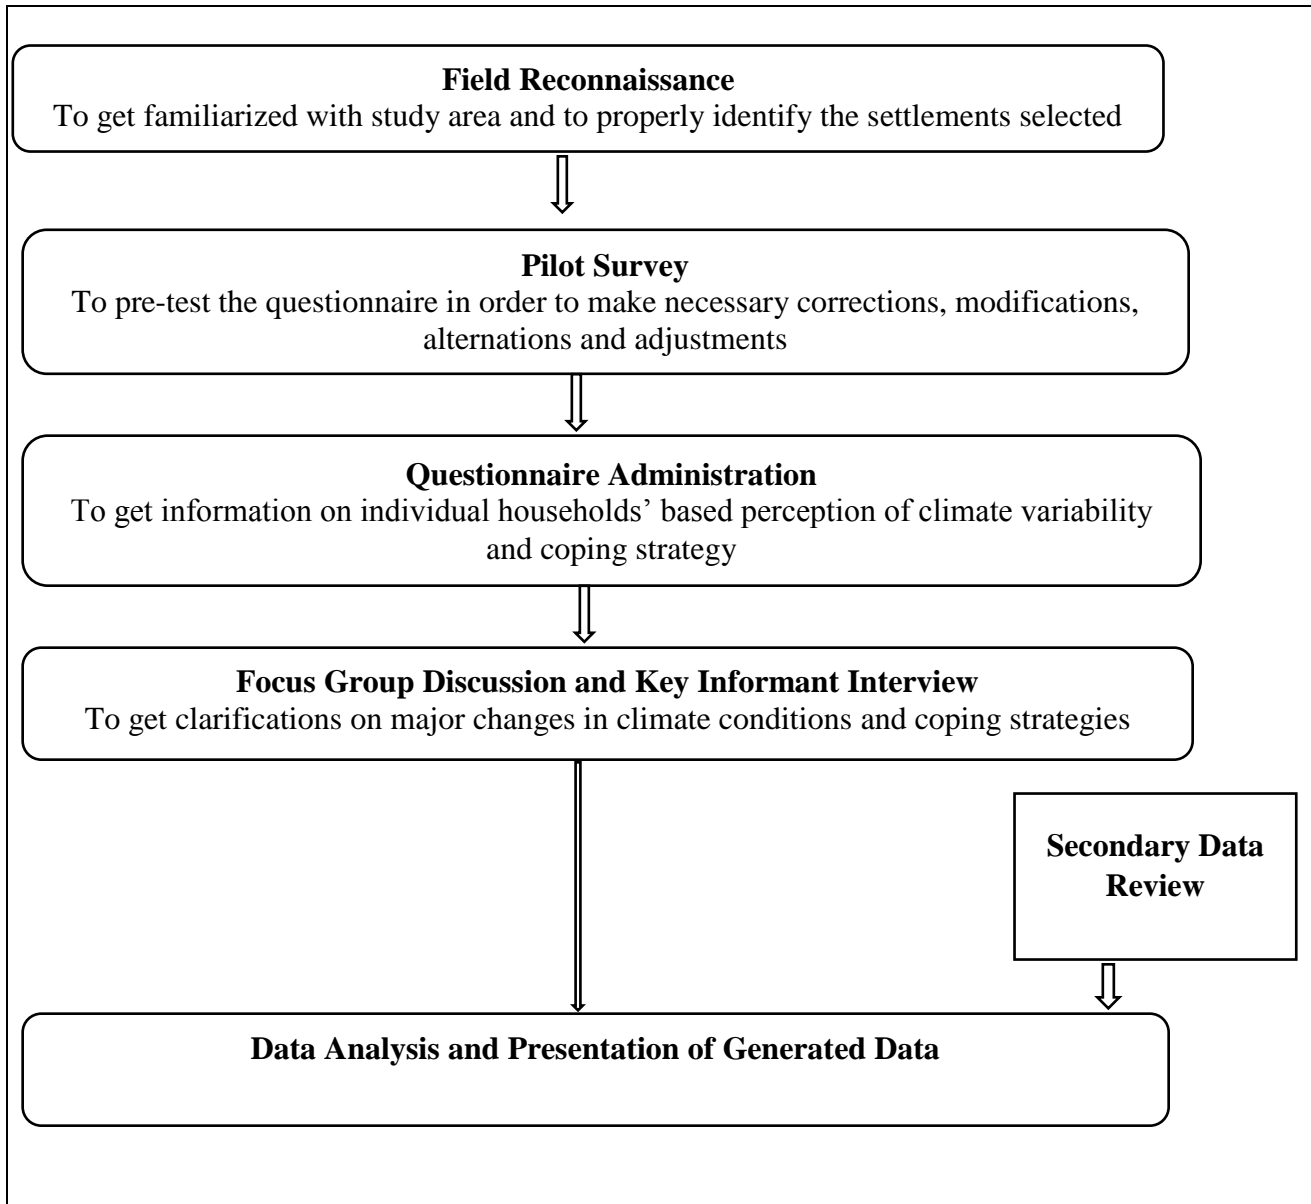 Field Reconnaissance
To get familiarized with study area and to properly identify the settlements selected
Pilot Survey
To pre-test the questionnaire in order to make necessary corrections, modifications,
alternations and adjustments
Questionnaire Administration
To get information on individual households’ based perception of climate variability
and coping strategy
Focus Group Discussion and Key Informant Interview
To get clarifications on major changes in climate conditions and coping strategies
Secondary Data
Review
Data Analysis and Presentation of Generated Data